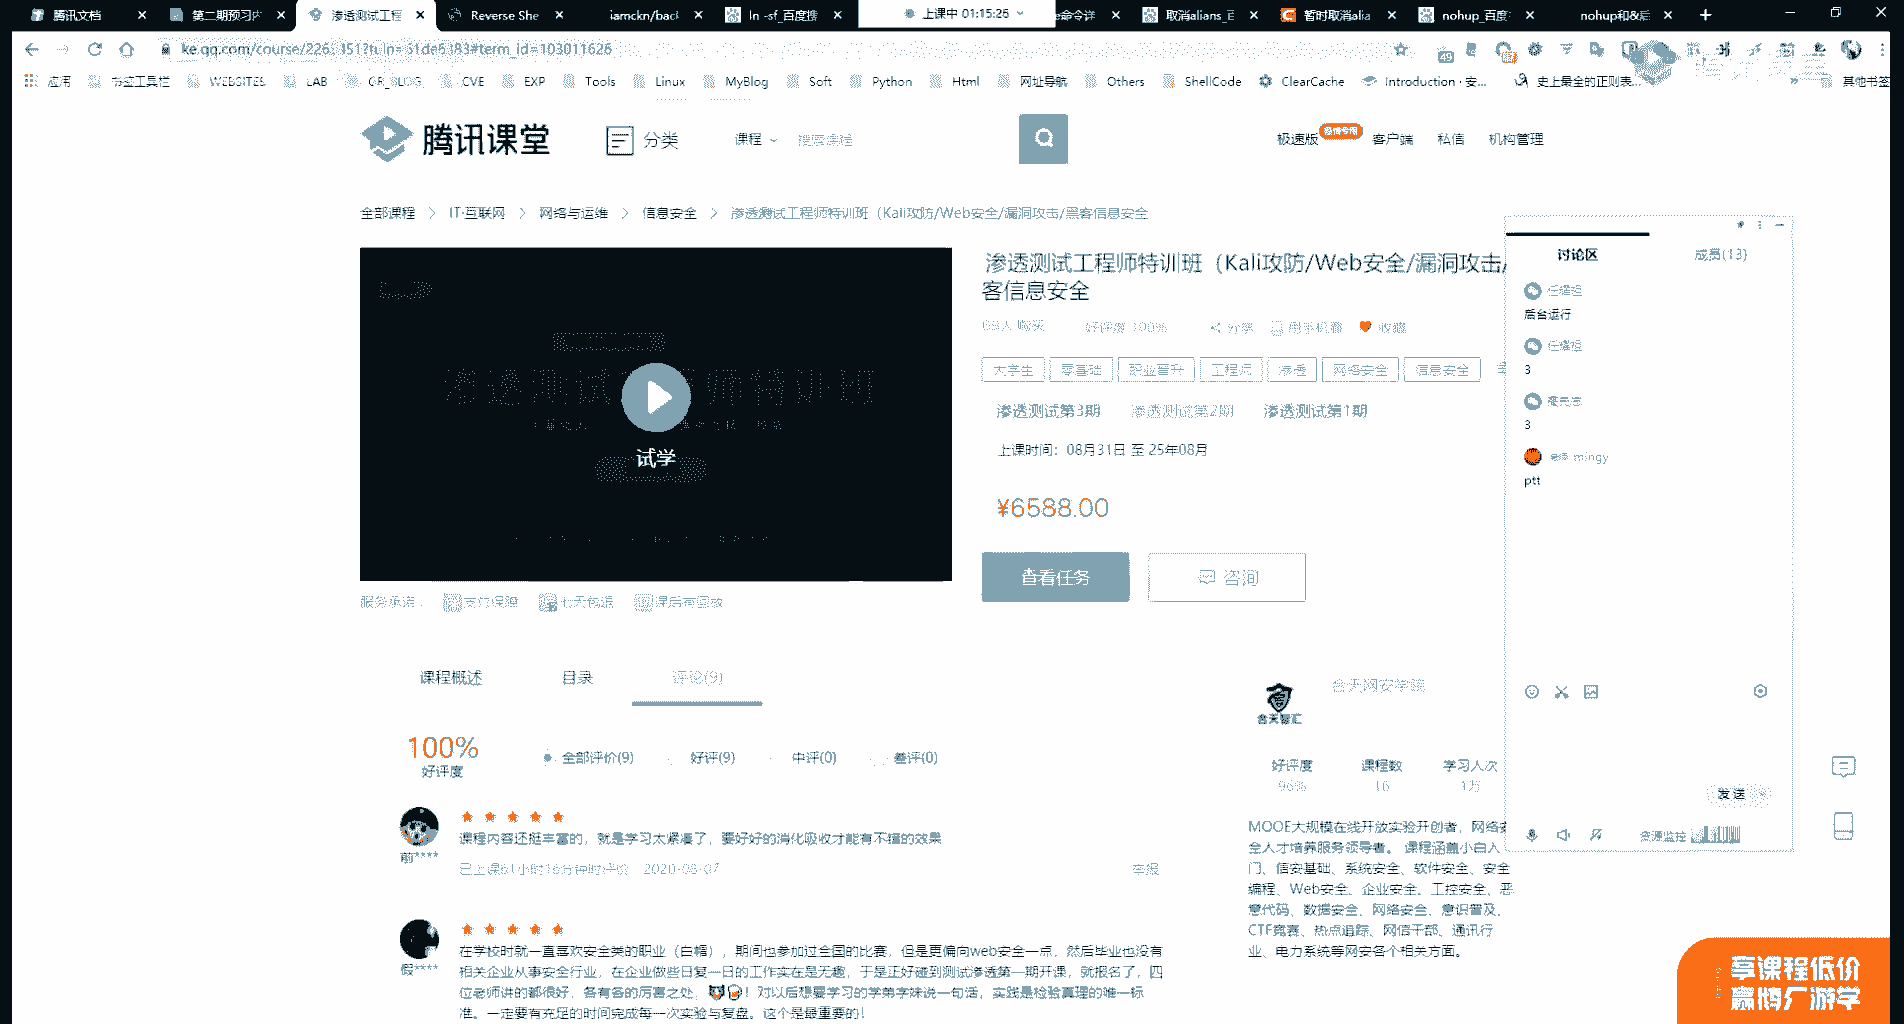 腾讯文档
第二期预习内
渗透测试工程
Reverse She
iamckn/back
ln -sf_百度搜
上课中 01:15:26
e命令详
取消alians_百
暂时取消alia
nohup_百度
nohup和&后
应用
书签工具栏
WEBSITES
LAB
CVE
EXP
Tools
Linux
MyBlog
Soft
Python
Html
网址导航
Others
ShellCode
ClearCache
Introduction · 安...
史上最全的正则表...
其他书签
腾讯课堂
分类
课程
搜索课程
极速版
客户端
私信
机构管理
全部课程 > IT·互联网 > 网络与运维 > 信息安全 > 渗透测试工程师特训班（Kali攻防/Web安全/漏洞攻击/黑客信息安全
渗透测试工程师特训班（Kali攻防/Web安全/漏洞攻击/
客信息安全
好评度 100%
分享
用手机看
收藏
大学生
零基础
职业晋升
工程师
渗透
网络安全
信息安全
渗透测试第3期
渗透测试第2期
渗透测试第1期
上课时间：08月31日 至 25年08月
¥6588.00
查看任务
咨询
试学
服务承诺：
课程概述
目录
评论(9)
100%
好评度
全部评价(9)
好评(9)
中评(0)
差评(0)
课程内容还挺丰富的，就是学习太紧凑了，要好好的消化吸收才能有不错的效果
前****
已上课61小时16分钟时评价 2020-08-07
举报
在学校时就一直喜欢安全类的职业（白帽），期间也参加过全国的比赛，但是更偏向web安全一点，然后毕业也没有
相关企业从事安全行业，在企业做些日复一日的工作实在是无趣，于是正好碰到测试渗透第一期开课，就报名了，四
假****
位老师讲的都很好，各有各的厉害之处，！对以后想要学习的学弟学妹说一句话，实践是检验真理的唯一标
准。一定要有充足的时间完成每一次实验与复盘。这个是最重要的！
合天网安学院
合天智汇
好评度
课程数
学习人次
96%
16
1万
MOOE大规模在线开放实验开创者，网络安
全人才培养服务领导者。 课程涵盖小白入
门、信安基础、系统安全、软件安全、安全
编程、Web安全、企业安全、工控安全、恶
意代码、数据安全、网络安全、意识普及、
CTF竞赛、热点追踪、网信干部、通讯行
业、电力系统等网安各个相关方面。
讨论区
成员(13)
后台运行
3
3
老师 mingy
ptt
发送
资源监控
享课程低价
赢鹅厂游学